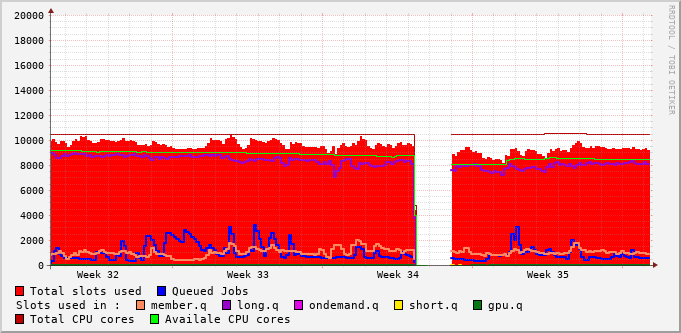 20000
18000
16000
14000
12000
10000
8000
6000
4000
2000
0
Week 32 Week 33 Week 34 Week 35
Total slots used Queued Jobs
Slots used in : member.q long.q ondemand.q short.q gpu.q
Total CPU cores Availale CPU cores
RRDTOOL / TOBI OETIKER